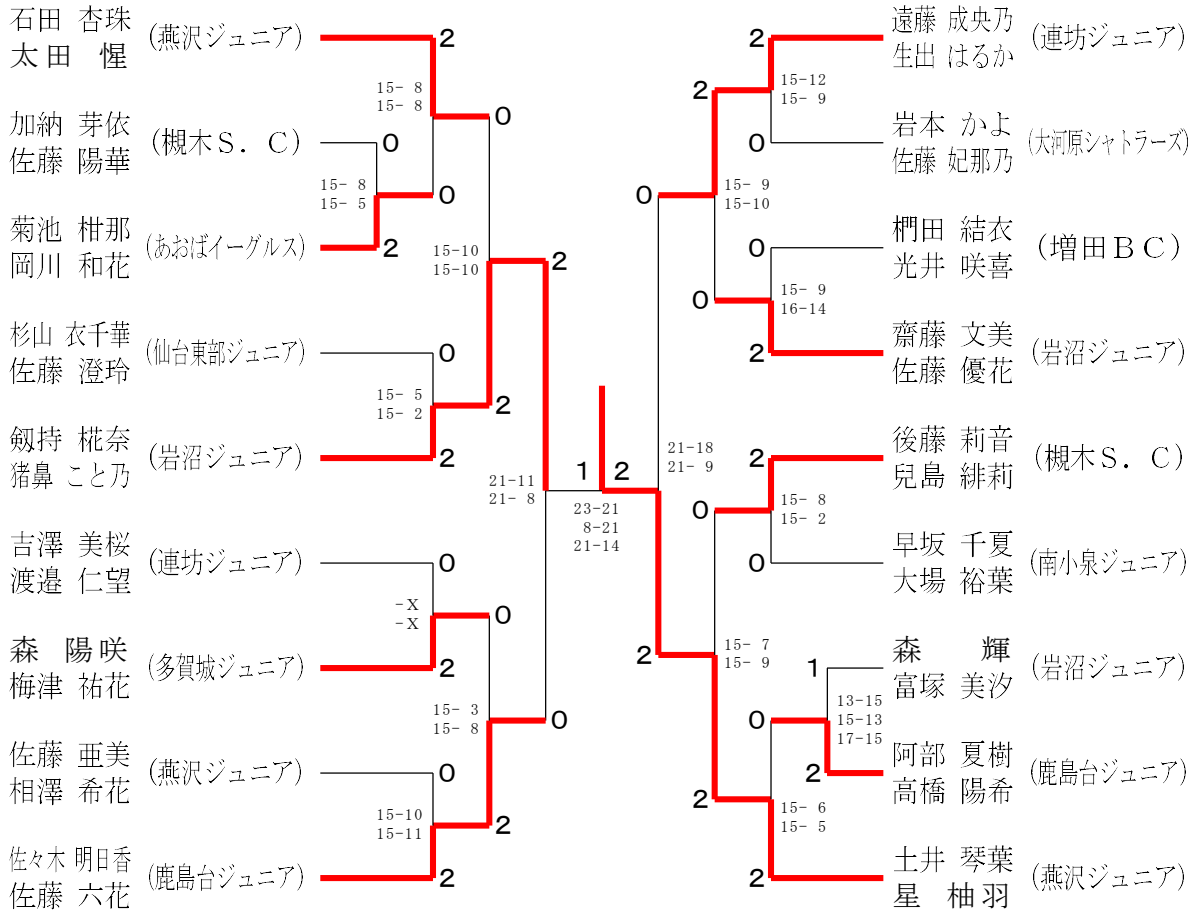 石田 杏珠
太田 惺
(燕沢ジュニア)
2
15- 8
15- 8
0
加納 芽依
佐藤 陽華
(槻木S．C)
0
15- 8
15- 5
0
菊池 柑那
岡川 和花
(あおばイーグルス)
2
15-10
15-10
2
杉山 衣千華
佐藤 澄玲
(仙台東部ジュニア)
0
15- 5
15- 2
2
剱持 椛奈
猪鼻 こと乃
(岩沼ジュニア)
2
21-11
21- 8
吉澤 美桜
渡邉 仁望
(連坊ジュニア)
0
-X
-X
0
森 陽咲
梅津 祐花
(多賀城ジュニア)
2
15- 3
15- 8
0
佐藤 亜美
相澤 希花
(燕沢ジュニア)
0
15-10
15-11
2
佐々木 明日香
佐藤 六花
(鹿島台ジュニア)
2
1 2
23-21
8-21
21-14
遠藤 成央乃
生出 はるか
(連坊ジュニア)
2
15-12
15- 9
2
岩本 かよ
佐藤 妃那乃
(大河原シャトラーズ)
0
15- 9
15-10
0
椚田 結衣
光井 咲喜
(増田BC)
0
15- 9
16-14
0
齋藤 文美
佐藤 優花
(岩沼ジュニア)
2
21-18
21- 9
後藤 莉音
兒島 緋莉
(槻木S．C)
2
15- 8
15- 2
0
早坂 千夏
大場 裕葉
(南小泉ジュニア)
0
15- 7
15- 9
2
森 輝
富塚 美汐
(岩沼ジュニア)
1
13-15
15-13
17-15
0
阿部 夏樹
高橋 陽希
(鹿島台ジュニア)
2
15- 6
15- 5
2
土井 琴葉
星 柚羽
(燕沢ジュニア)
2